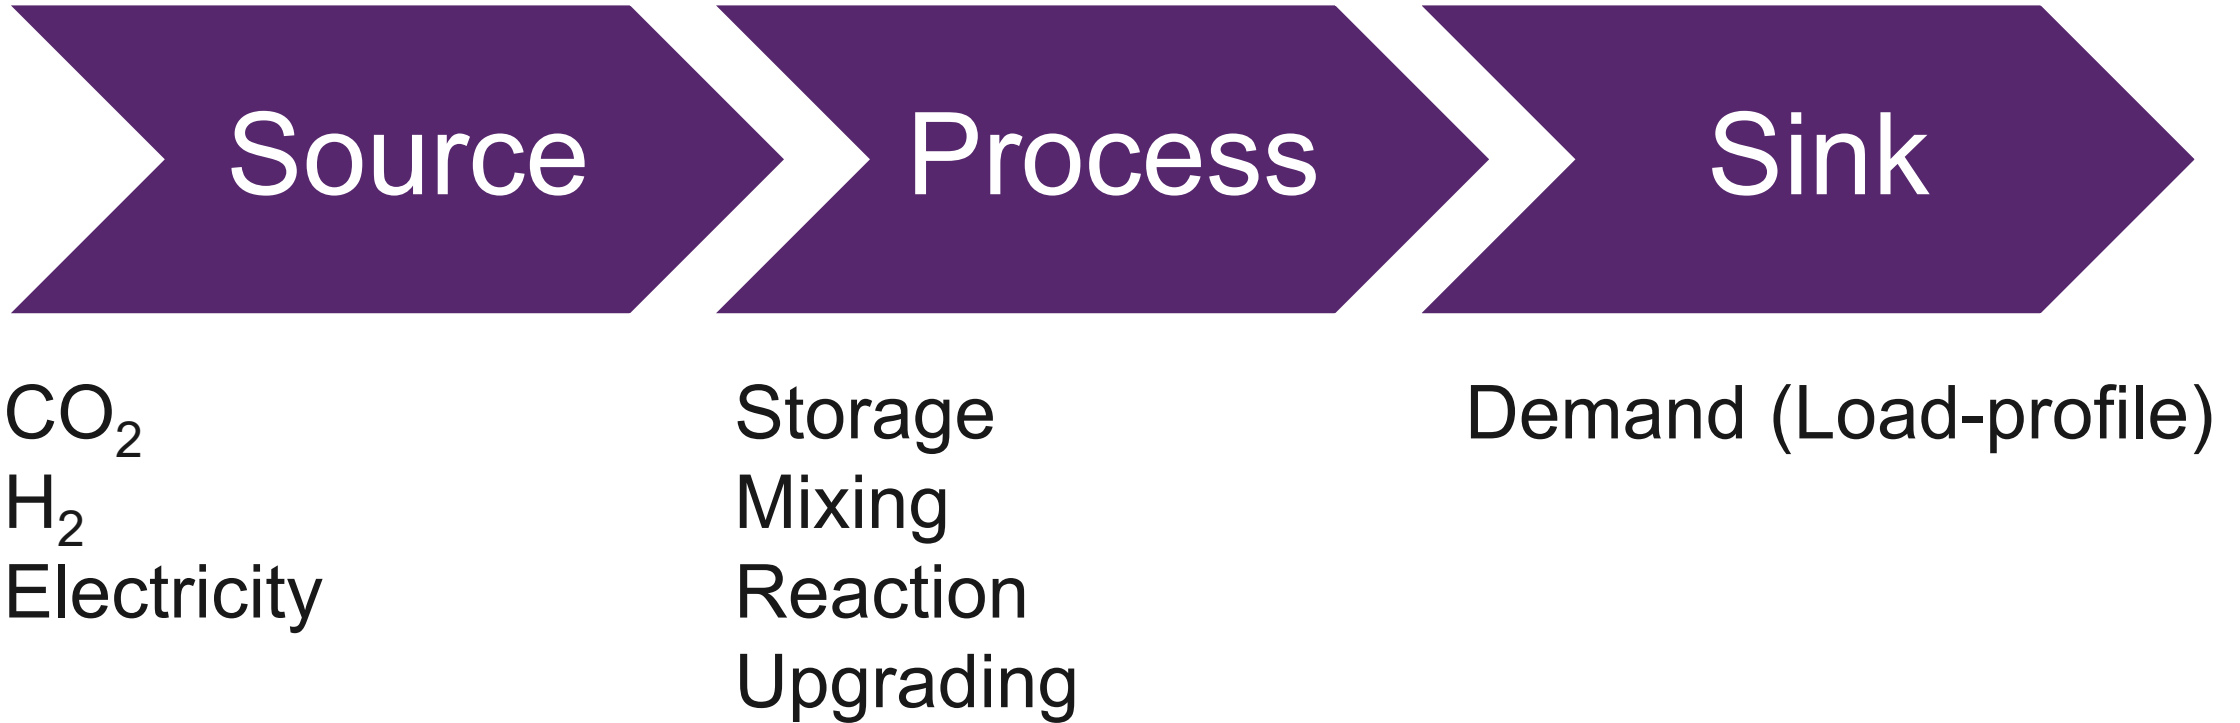 Source
Process
Sink
CO₂
H₂
Electricity
Storage
Mixing
Reaction
Upgrading
Demand (Load-profile)